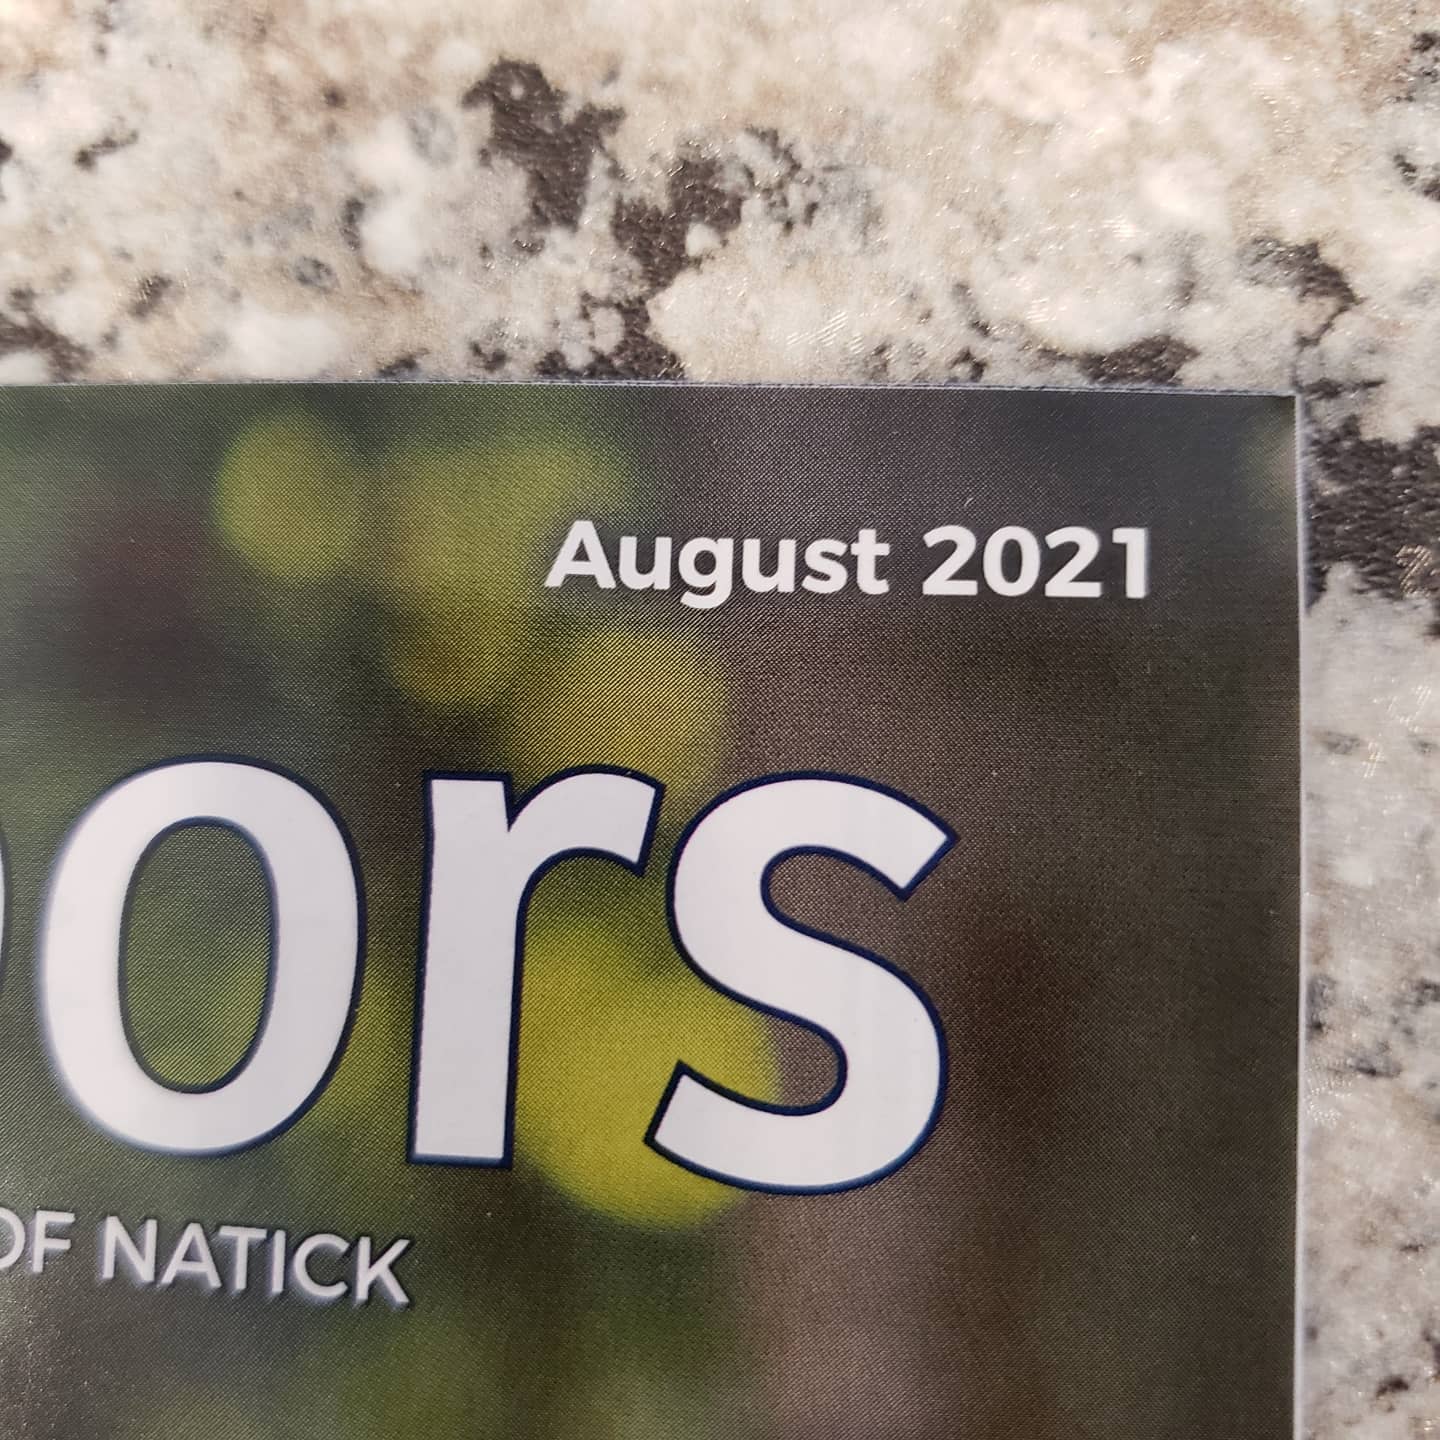 August 2021
ors
OF NATICK